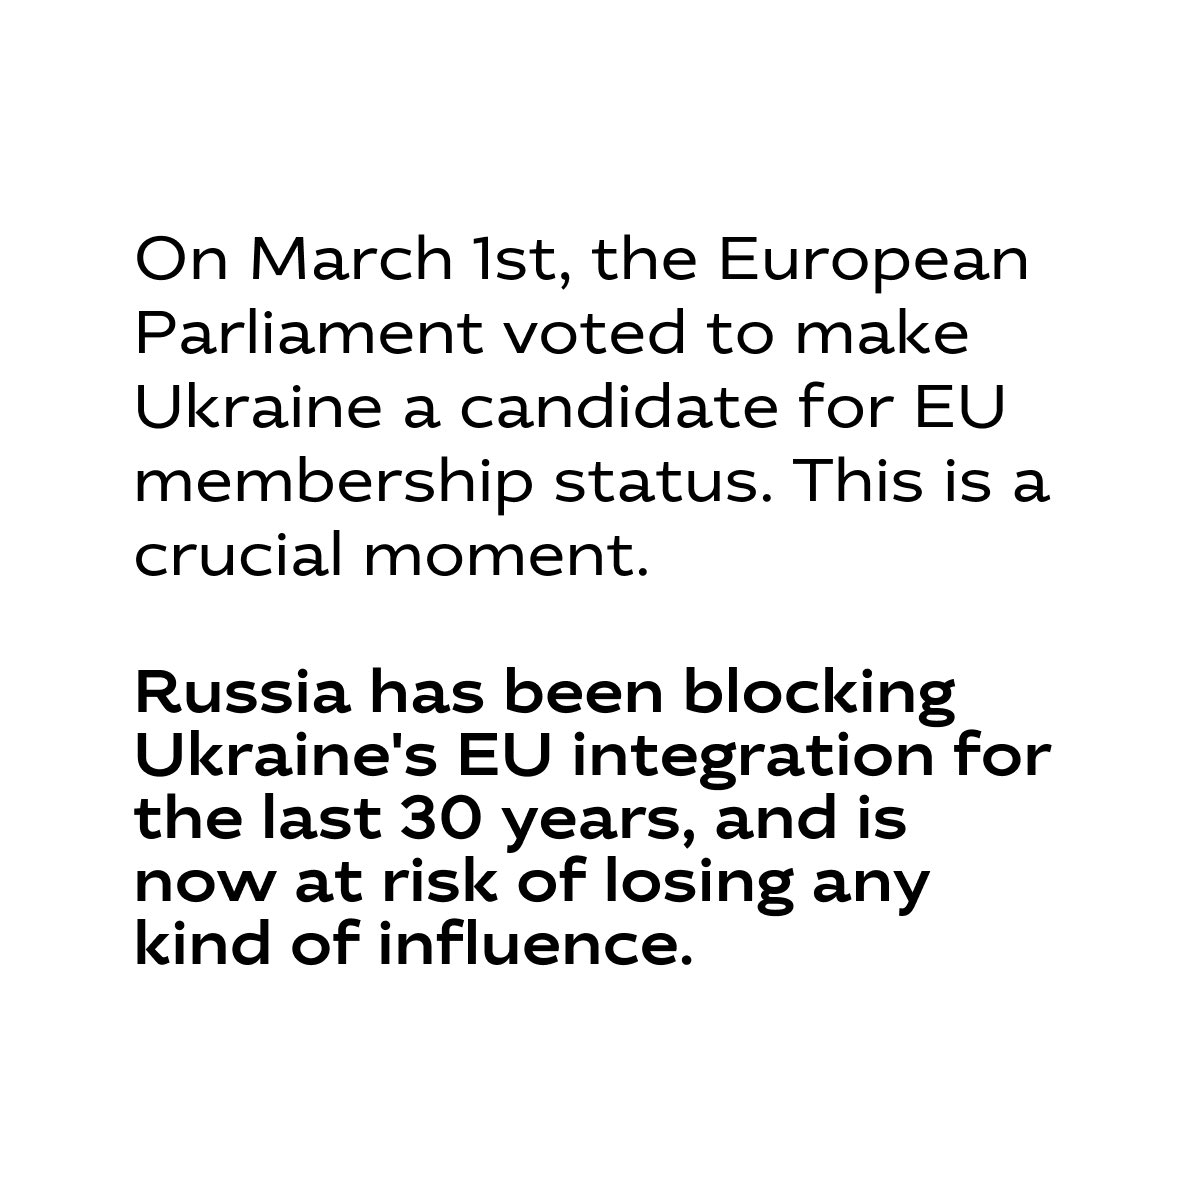 On March 1st, the European
Parliament voted to make
Ukraine a candidate for EU
membership status. This is a
crucial moment.
Russia has been blocking
Ukraine's EU integration for
the last 30 years, and is
now at risk of losing any
kind of influence.